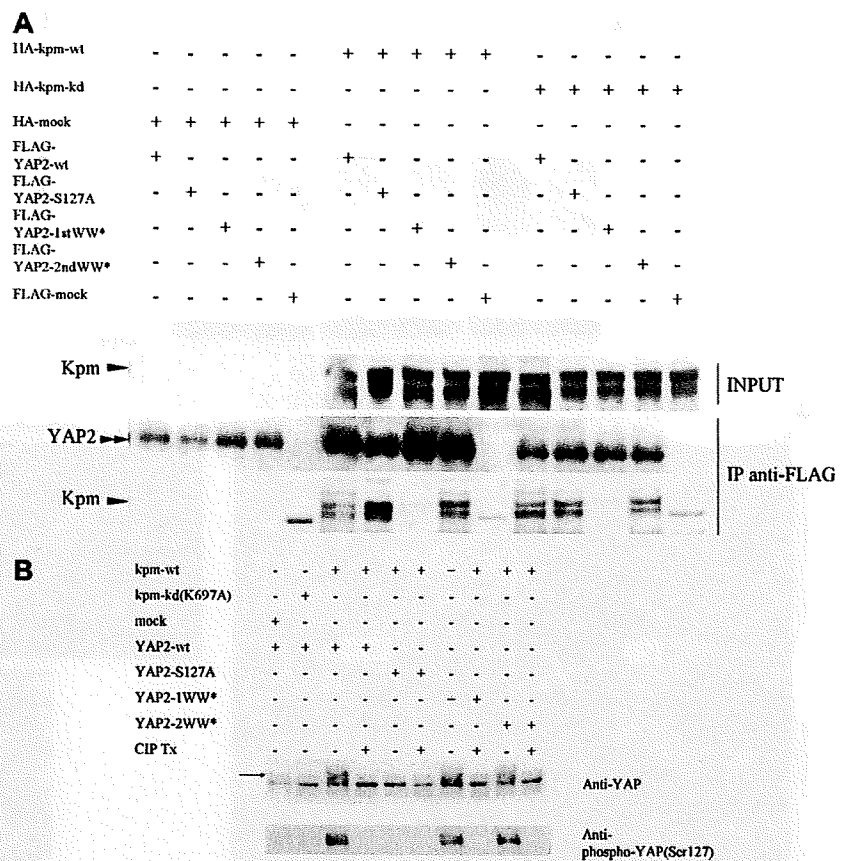 A
HA-kpm-wt - - - - - + + + + + - - - - -
HA-kpm-kd - - - - - - - - - - + + + + +
HA-mock + + + + + - - - - - - - - - -
FLAG-
YAP2-wt + - - - - + - - - - + - - - -
FLAG-
YAP2-S127A - + - - - - + - - - - + - - -
FLAG-
YAP2-1stWW* - - + - - - - + - - - - + - -
FLAG-
YAP2-2ndWW* - - - + - - - - + - - - - + -
FLAG-mock - - - - + - - - - + - - - - +
Kpm
INPUT
YAP2
IP anti-FLAG
Kpm
B
kpm-wt - - + + + + - + + +
kpm-kd(K697A) - + - - - - - - - -
mock + - - - - - - - - -
YAP2-wt + + + + - - - - - -
YAP2-S127A - - - - + + - - - -
YAP2-1WW* - - - - - - - + - -
YAP2-2WW* - - - - - - - - + +
CIP Tx - - - + - + - + - +
Anti-YAP
Anti-
phospho-YAP(Ser127)